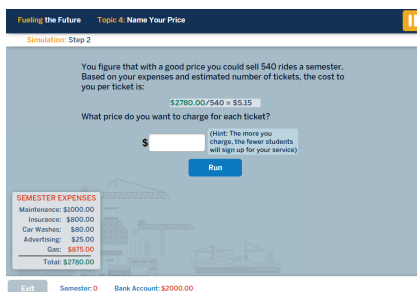 Fueling the Future Topic 4: Name Your Price
Simulation: Step 2
You figure that with a good price you could sell 540 rides a semester.
Based on your expenses and estimated number of tickets, the cost to
you per ticket is:
$2780.00/540 = $5.15
What price do you want to charge for each ticket?
$
(Hint: The more you
charge, the fewer students
will sign up for your service)
Run
SEMESTER EXPENSES
Maintenance: $1000.00
Insurance: $800.00
Car Washes: $80.00
Advertising: $25.00
Gas: $875.00
Total: $2780.00
Exit Semester: 0 Bank Account: $2000.00